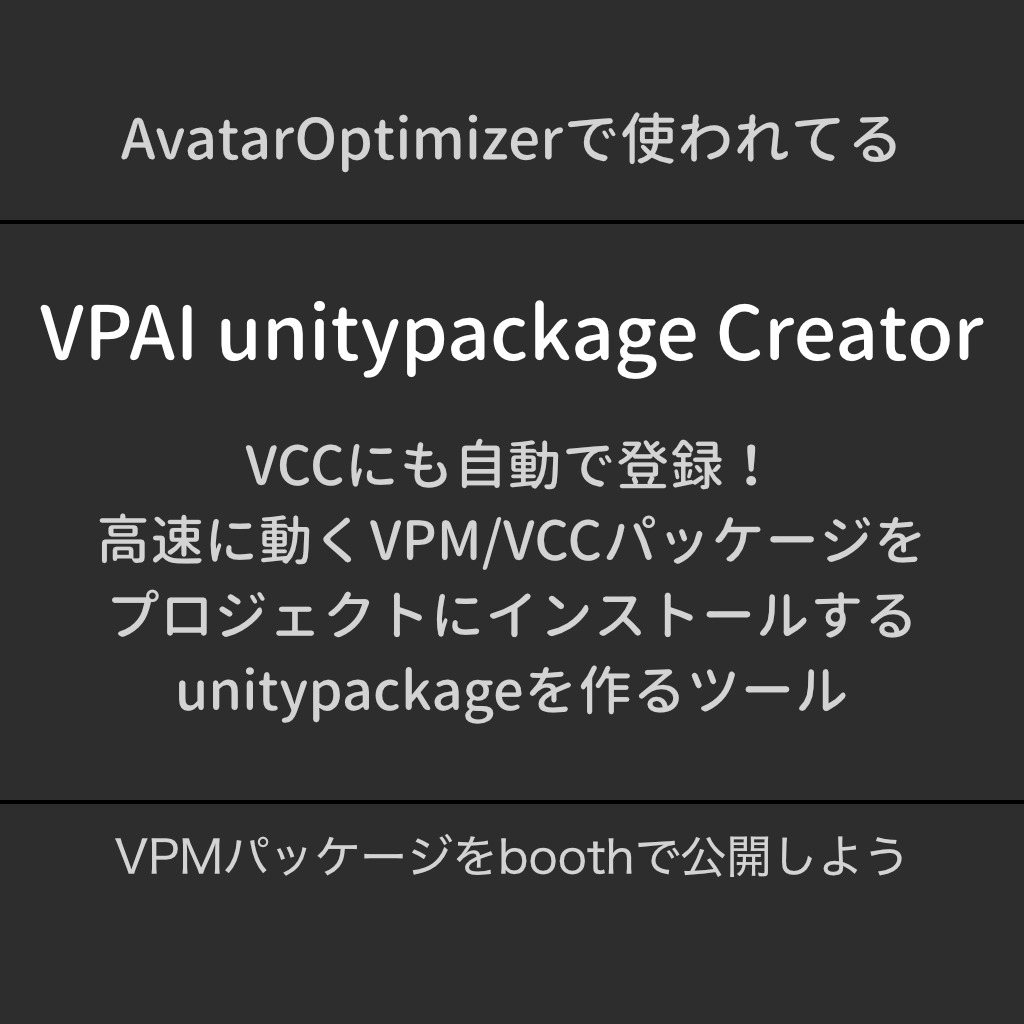 AvatarOptimizerで使われてる
VPAI unitypackage Creator
VCCにも自動で登録！
高速に動くVPM/VCCパッケージを
プロジェクトにインストールする
unitypackageを作るツール
VPMパッケージをboothで公開しよう